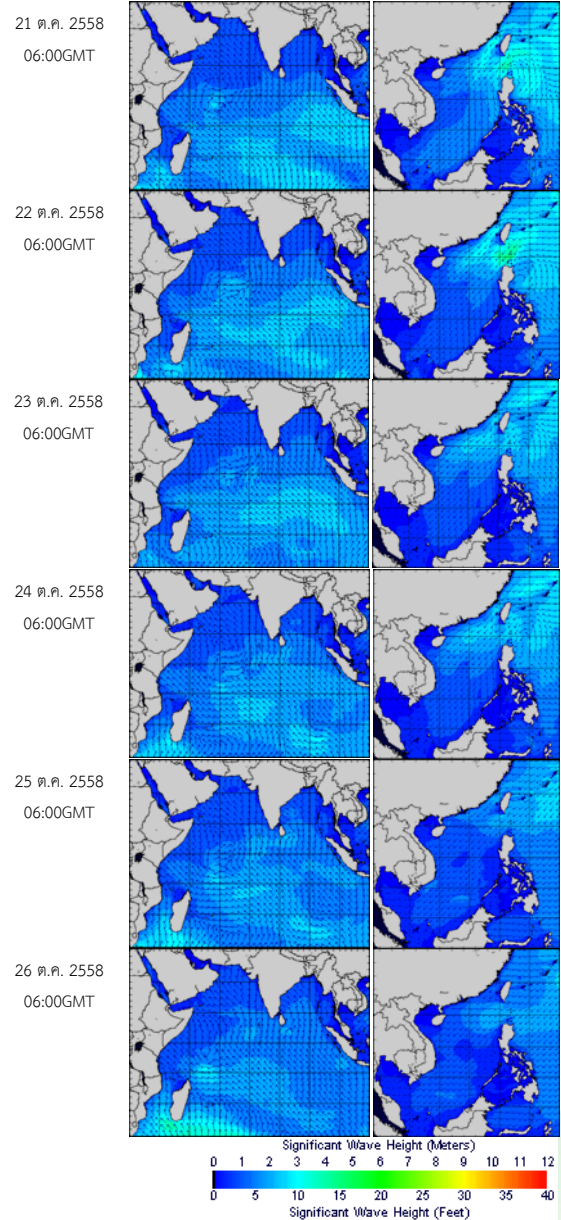 21 ต.ค. 2558
06:00GMT
22 ต.ค. 2558
06:00GMT
23 ต.ค. 2558
06:00GMT
24 ต.ค. 2558
06:00GMT
25 ต.ค. 2558
06:00GMT
26 ต.ค. 2558
06:00GMT
Significant Wave Height (Meters)
0 1 2 3 4 5 6 7 8 9 10 11 12
0 5 10 15 20 25 30 35 40
Significant Wave Height (Feet)